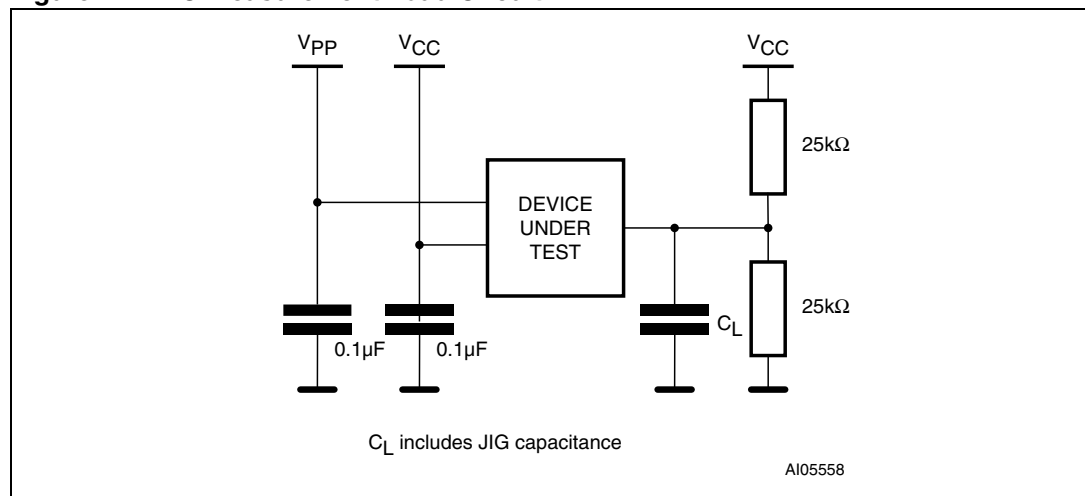 VPP
VCC
VCC
25kΩ
DEVICE
UNDER
TEST
25kΩ
CL
0.1µF
0.1µF
CL includes JIG capacitance
AI05558